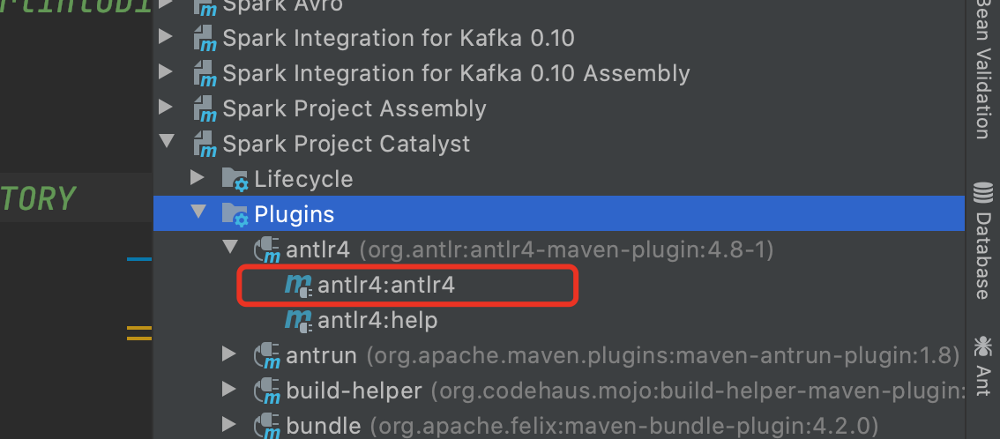 Spark Avro
Spark Integration for Kafka 0.10
Spark Integration for Kafka 0.10 Assembly
Spark Project Assembly
Spark Project Catalyst
Lifecycle
TORY
Plugins
antlr4 (org.antlr:antlr4-maven-plugin:4.8-1)
antlr4:antlr4
antlr4:help
antrun (org.apache.maven.plugins:maven-antrun-plugin:1.8)
build-helper (org.codehaus.mojo:build-helper-maven-plugin:
bundle (org.apache.felix:maven-bundle-plugin:4.2.0)
Bean Validation
Database
Ant